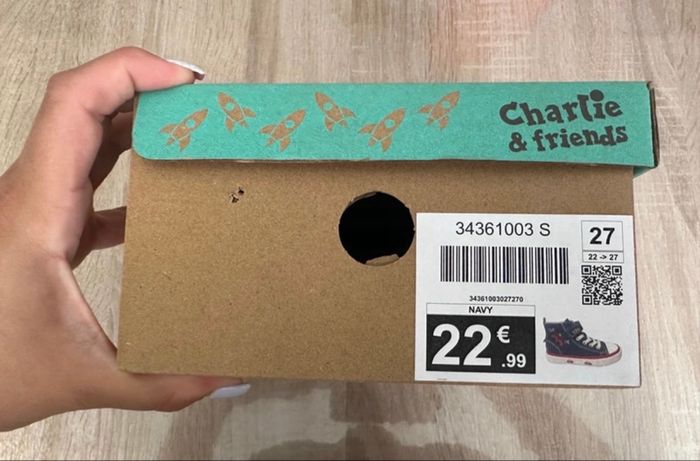 Charlie
& friends
34361003 S
27
22 -> 27
34361003027270
NAVY
22€.99